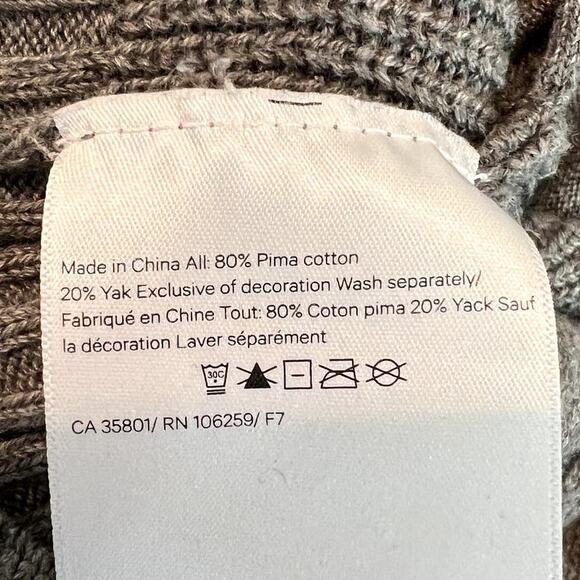 Made in China All: 80% Pima cotton
20% Yak Exclusive of decoration Wash separately/
Fabriqué en Chine Tout: 80% Coton pima 20% Yack Sauf
la décoration Laver séparément
30C
CA 35801/ RN 106259/ F7